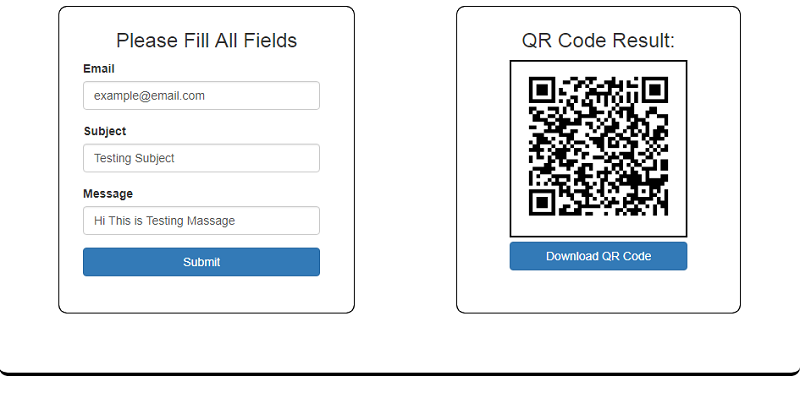 Please Fill All Fields
Email
example@email.com
Subject
Testing Subject
Message
Hi This is Testing Massage
Submit
QR Code Result:
Download QR Code